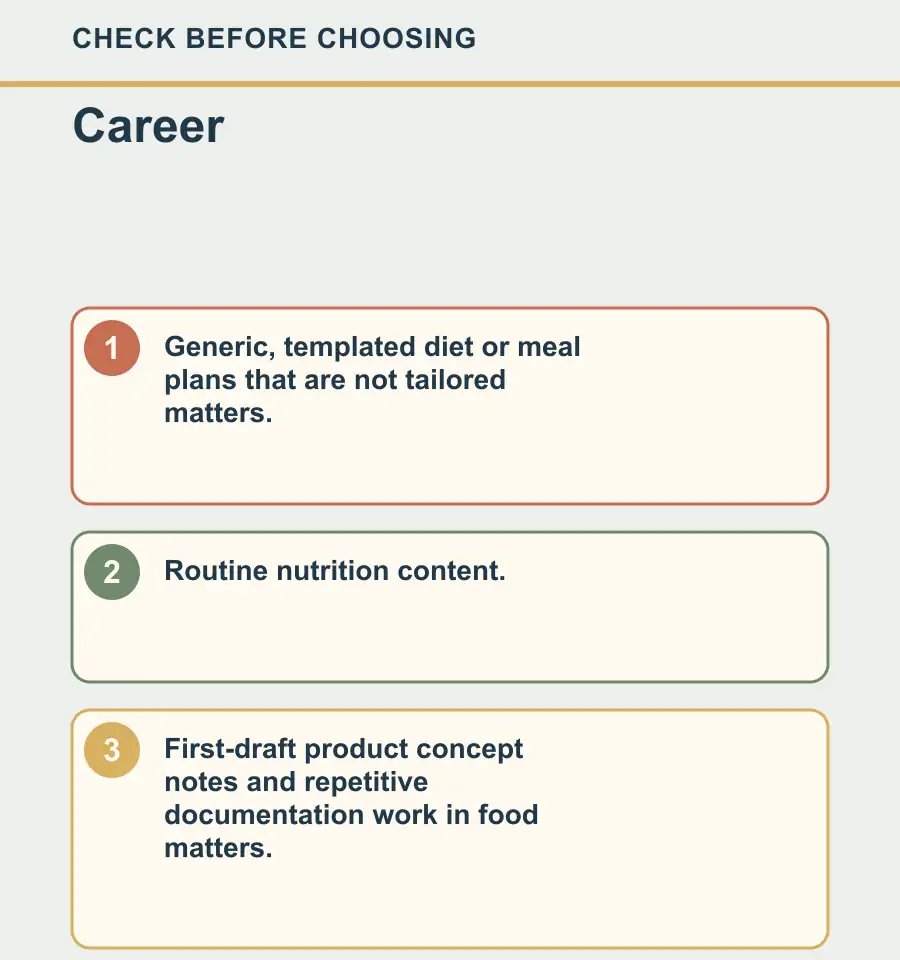 CHECK BEFORE CHOOSING
Career
1
Generic, templated diet or meal
plans that are not tailored
matters.
2
Routine nutrition content.
3
First-draft product concept
notes and repetitive
documentation work in food
matters.